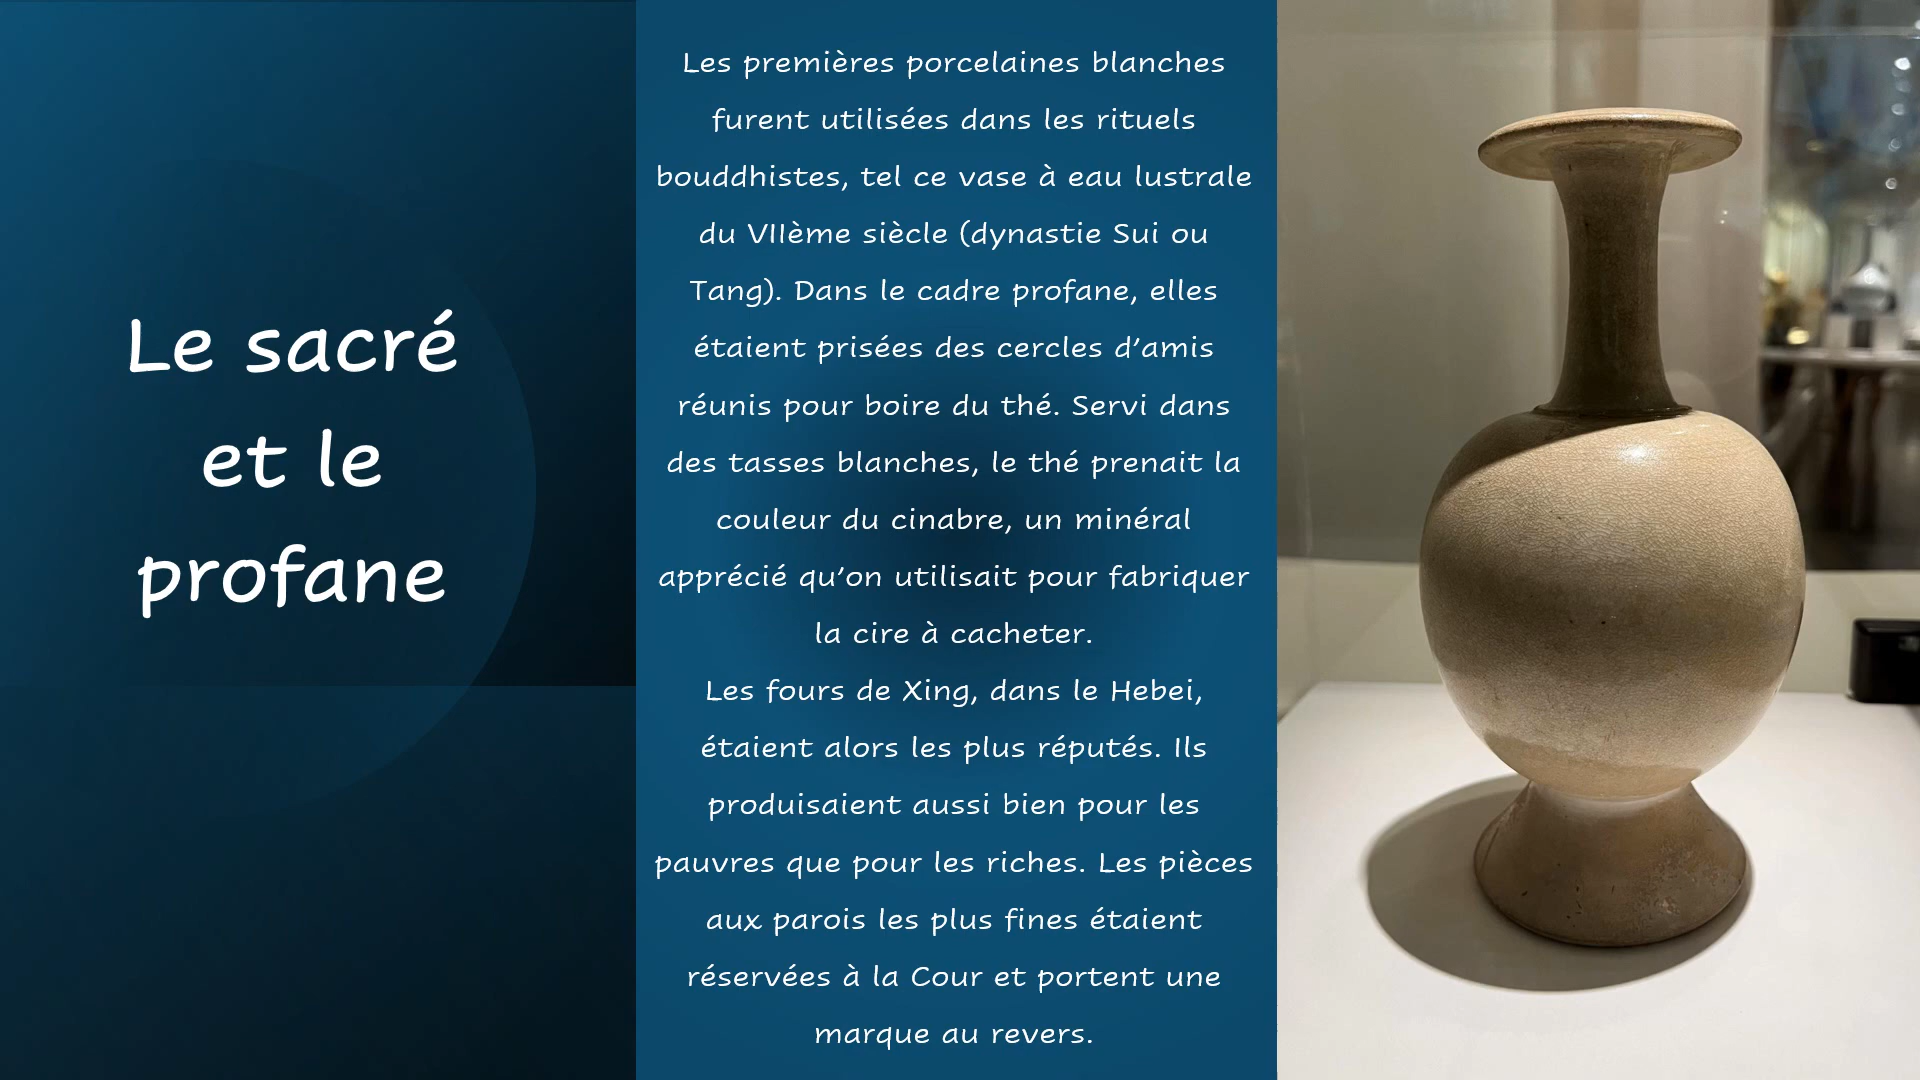 Le sacré
et le
profane
Les premières porcelaines blanches
furent utilisées dans les rituels
bouddhistes, tel ce vase à eau lustrale
du VIIème siècle (dynastie Sui ou
Tang). Dans le cadre profane, elles
étaient prisées des cercles d’amis
réunis pour boire du thé. Servi dans
des tasses blanches, le thé prenait la
couleur du cinabre, un minéral
apprécié qu’on utilisait pour fabriquer
la cire à cacheter.
Les fours de Xing, dans le Hebei,
étaient alors les plus réputés. Ils
produisaient aussi bien pour les
pauvres que pour les riches. Les pièces
aux parois les plus fines étaient
réservées à la Cour et portent une
marque au revers.